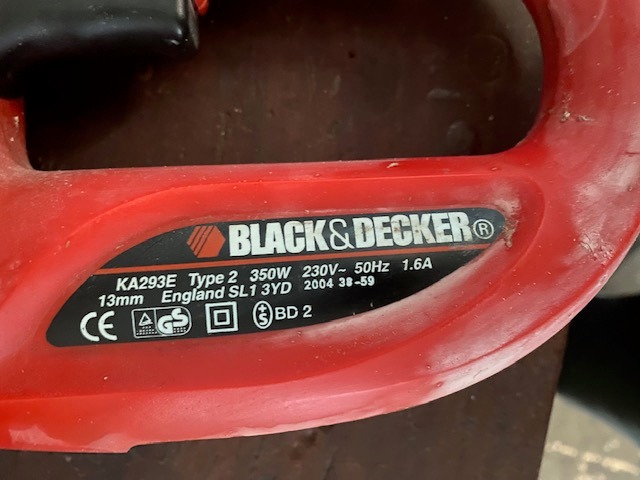 BLACK&DECKER®
KA293E Type 2 350W 230V~ 50Hz 1.6A
13mm England SL1 3YD 2004 38-59
CE GS BD 2